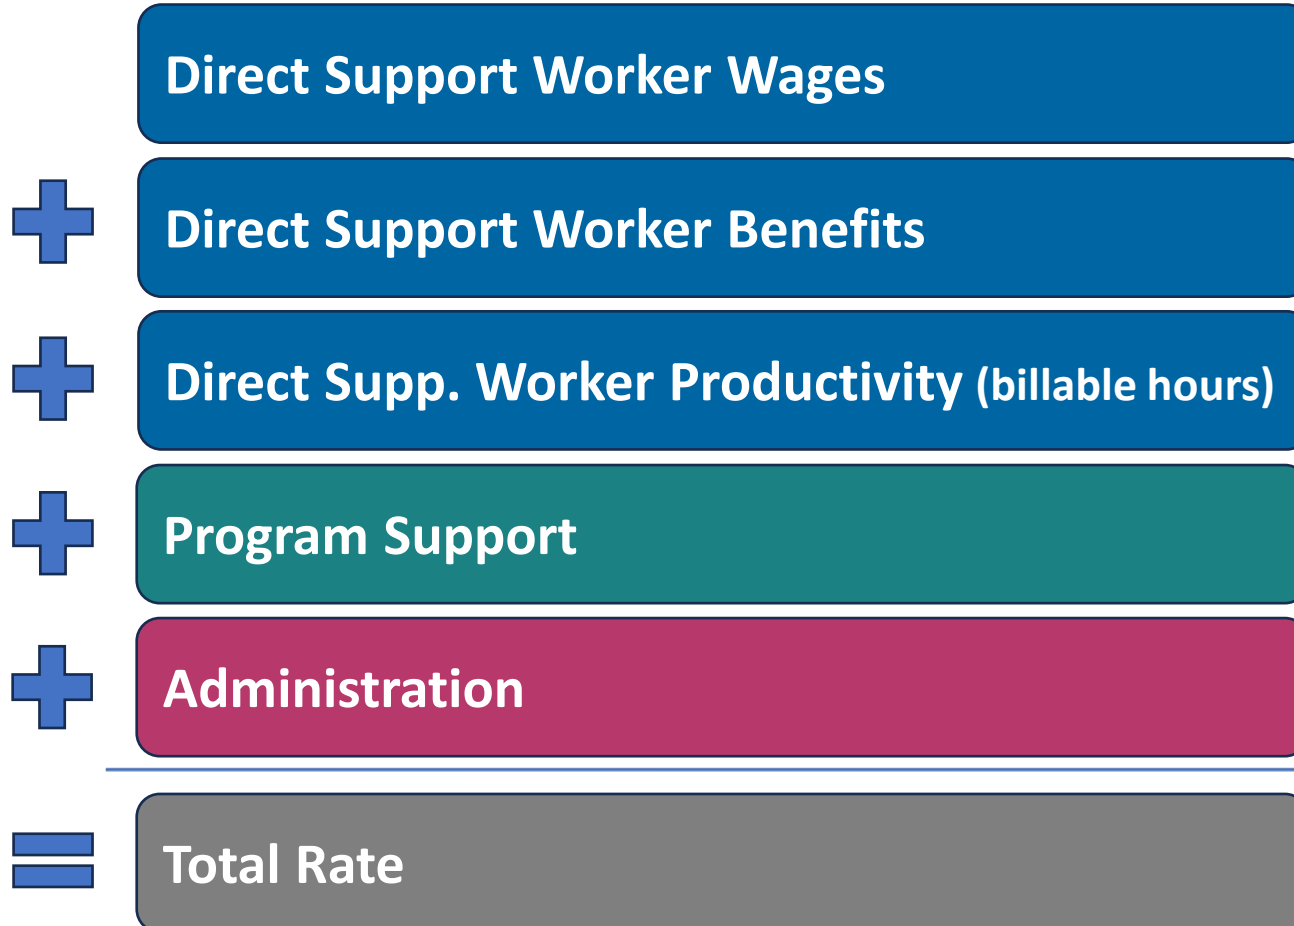 Direct Support Worker Wages
Direct Support Worker Benefits
Direct Supp. Worker Productivity (billable hours)
Program Support
Administration
Total Rate